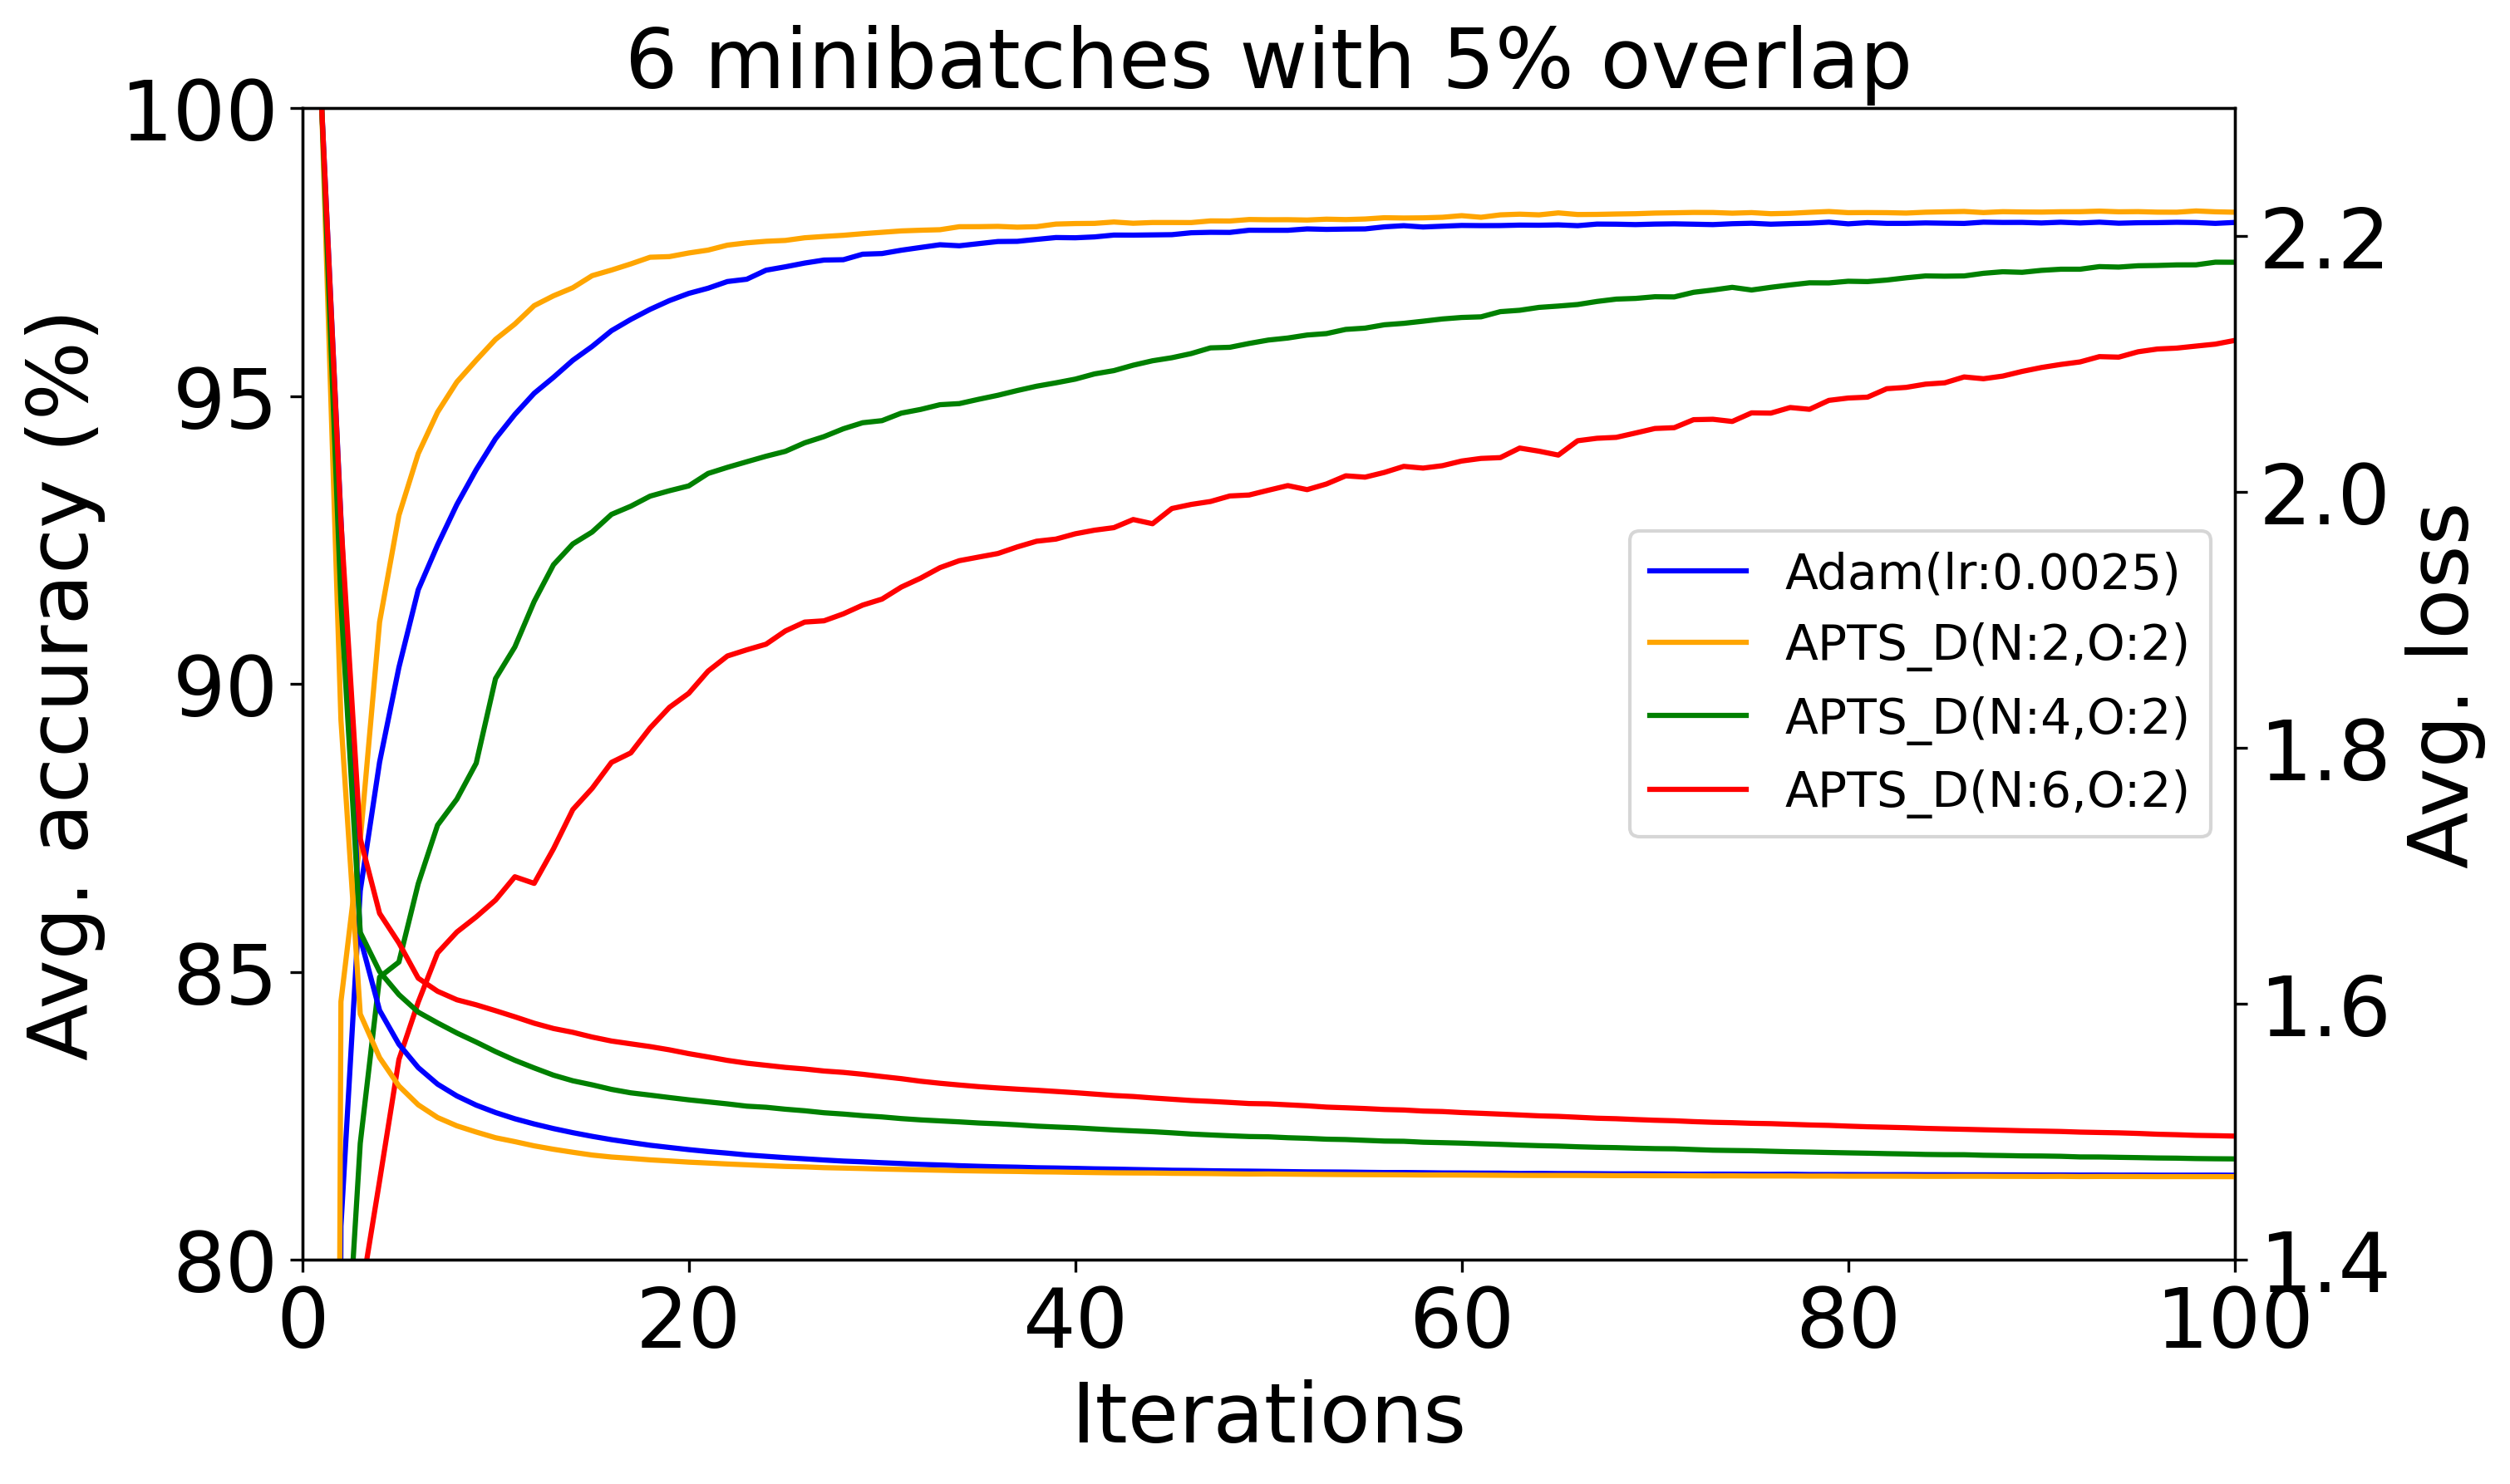 6 minibatches with 5% overlap
Avg. accuracy (%)
100
95
90
85
80
Avg. loss
2.2
2.0
1.8
1.6
1.4
Adam(lr:0.0025)
APTS_D(N:2,O:2)
APTS_D(N:4,O:2)
APTS_D(N:6,O:2)
0 20 40 60 80 100
Iterations